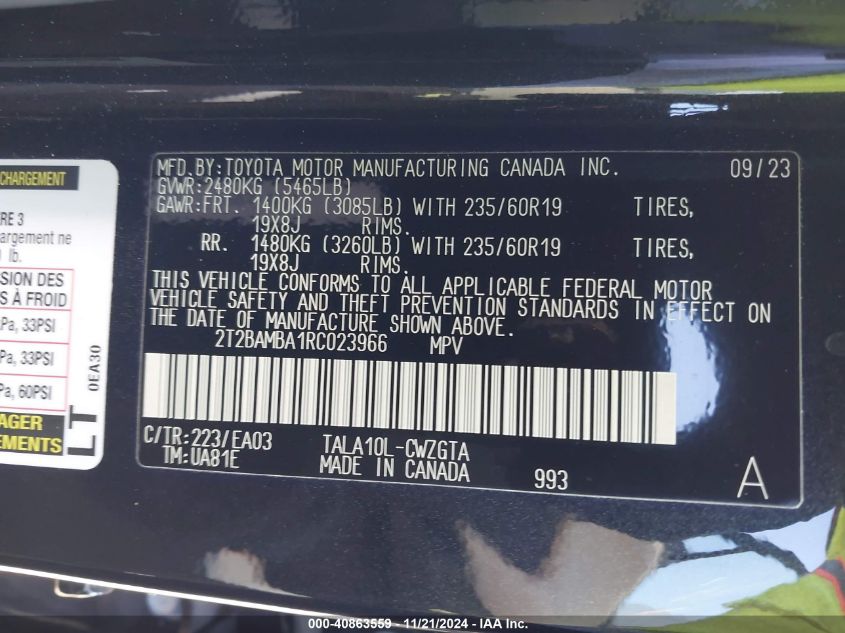 CHARGEMENT
RE 3
argement ne
lb.
SION DES
S À FROID
Pa, 33PSI
Pa, 33PSI
Pa, 60PSI
AGER
EMENTS
LT
0EA30
MFD.BY:TOYOTA MOTOR MANUFACTURING CANADA INC. 09/23
GVWR:2480KG (5465LB)
GAWR:FRT. 1400KG (3085LB) WITH 235/60R19 TIRES,
19X8J RIMS.
RR. 1480KG (3260LB) WITH 235/60R19 TIRES,
19X8J RIMS.
THIS VEHICLE CONFORMS TO ALL APPLICABLE FEDERAL MOTOR
VEHICLE SAFETY AND THEFT PREVENTION STANDARDS IN EFFECT ON
THE DATE OF MANUFACTURE SHOWN ABOVE.
2T2BAMBA1RC023966 MPV
C/TR:223/EA03 TALA10L-CWZGTA
TM:UA81E MADE IN CANADA 993 A
000-40863559 - 11/21/2024 - IAA Inc.